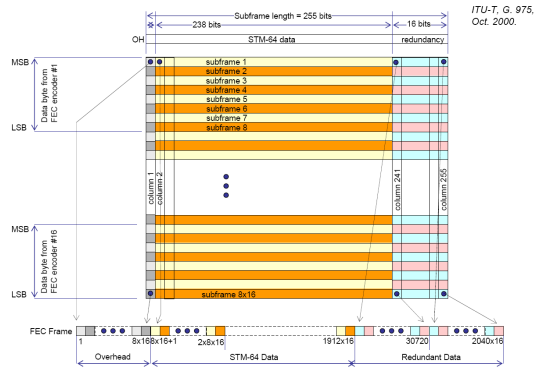 ITU-T, G. 975,
Oct. 2000.
Subframe length = 255 bits
238 bits
16 bits
OH
STM-64 data
redundancy
MSB
subframe 1
subframe 2
subframe 3
subframe 4
subframe 5
subframe 6
subframe 7
subframe 8
LSB
Data byte from
FEC encoder #1
column 1
column 2
column 241
column 255
MSB
Data byte from
FEC encoder #16
LSB
subframe 8x16
FEC Frame
1
8x16
8x16+1
2x8x16
1912x16
30720
2040x16
Overhead
STM-64 Data
Redundant Data